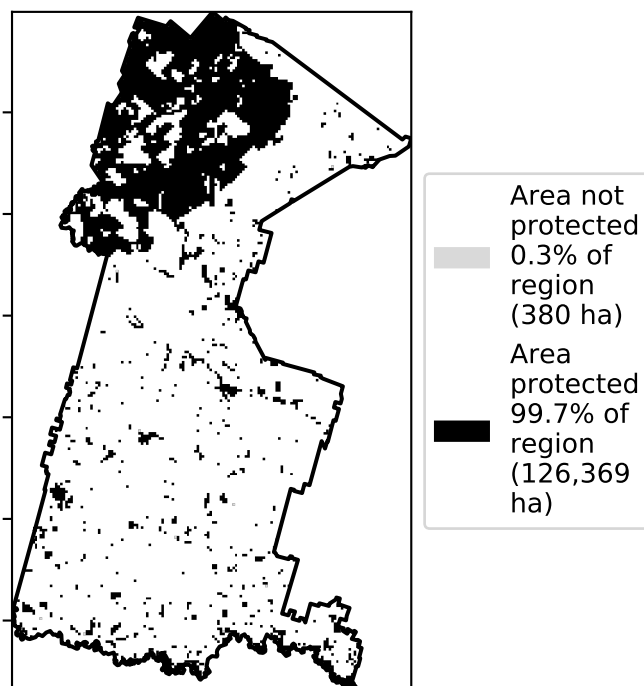 Area not
protected
0.3% of
region
(380 ha)
Area
protected
99.7% of
region
(126,369
ha)